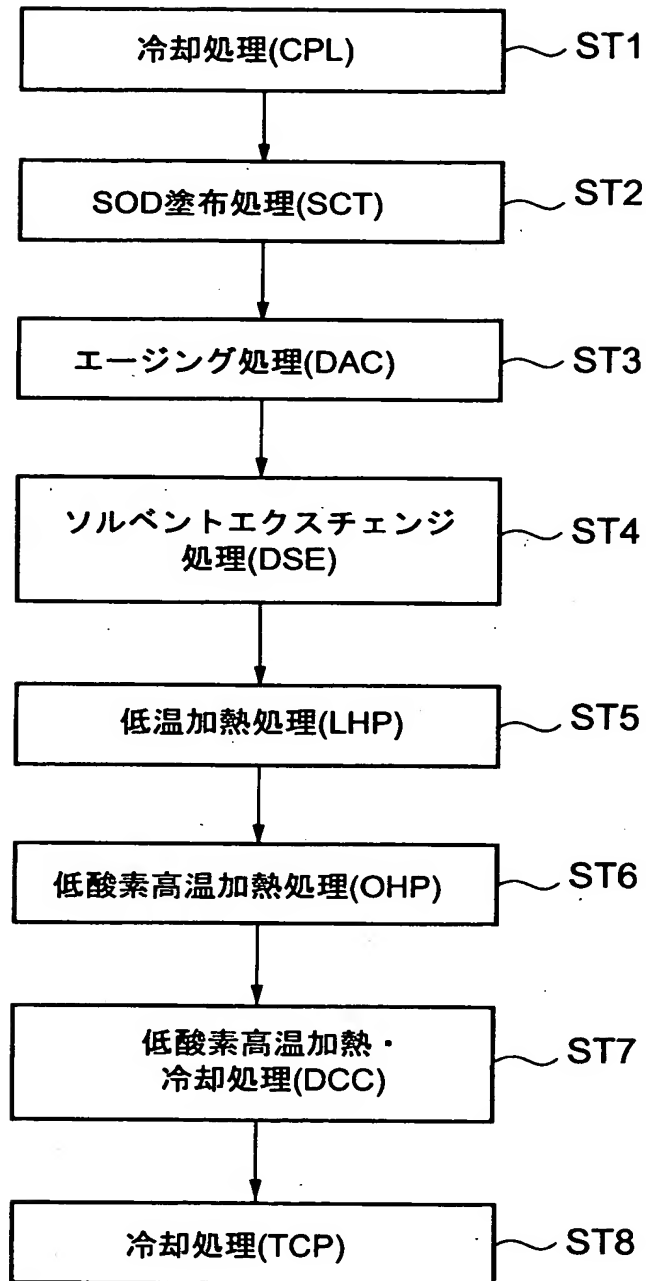 冷却処理(CPL) ST1
SOD塗布処理(SCT) ST2
エージング処理(DAC) ST3
ソルベントエクスチェンジ
処理(DSE) ST4
低温加熱処理(LHP) ST5
低酸素高温加熱処理(OHP) ST6
低酸素高温加熱・
冷却処理(DCC) ST7
冷却処理(TCP) ST8